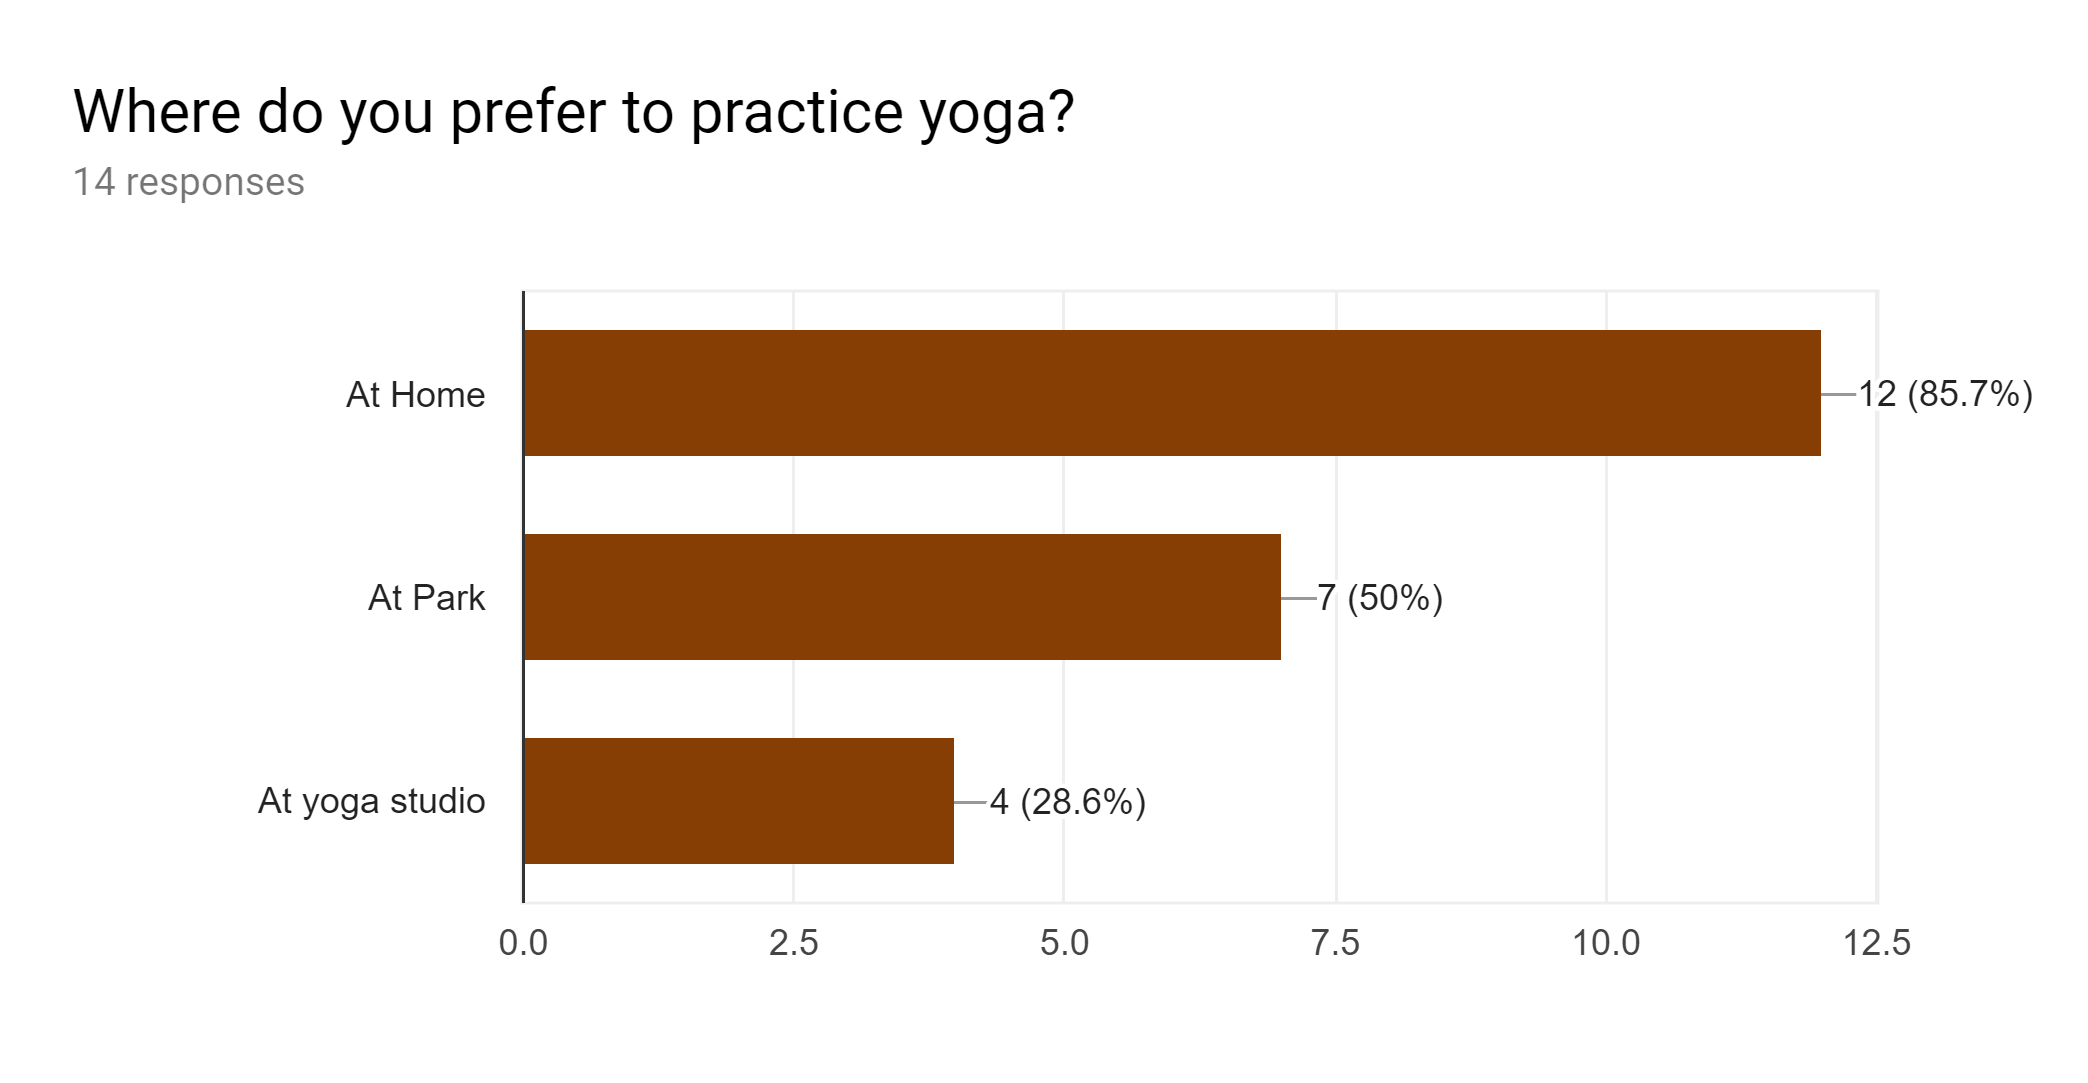 Where do you prefer to practice yoga?
14 responses
At Home
12 (85.7%)
At Park
7 (50%)
At yoga studio
4 (28.6%)
0.0
2.5
5.0
7.5
10.0
12.5